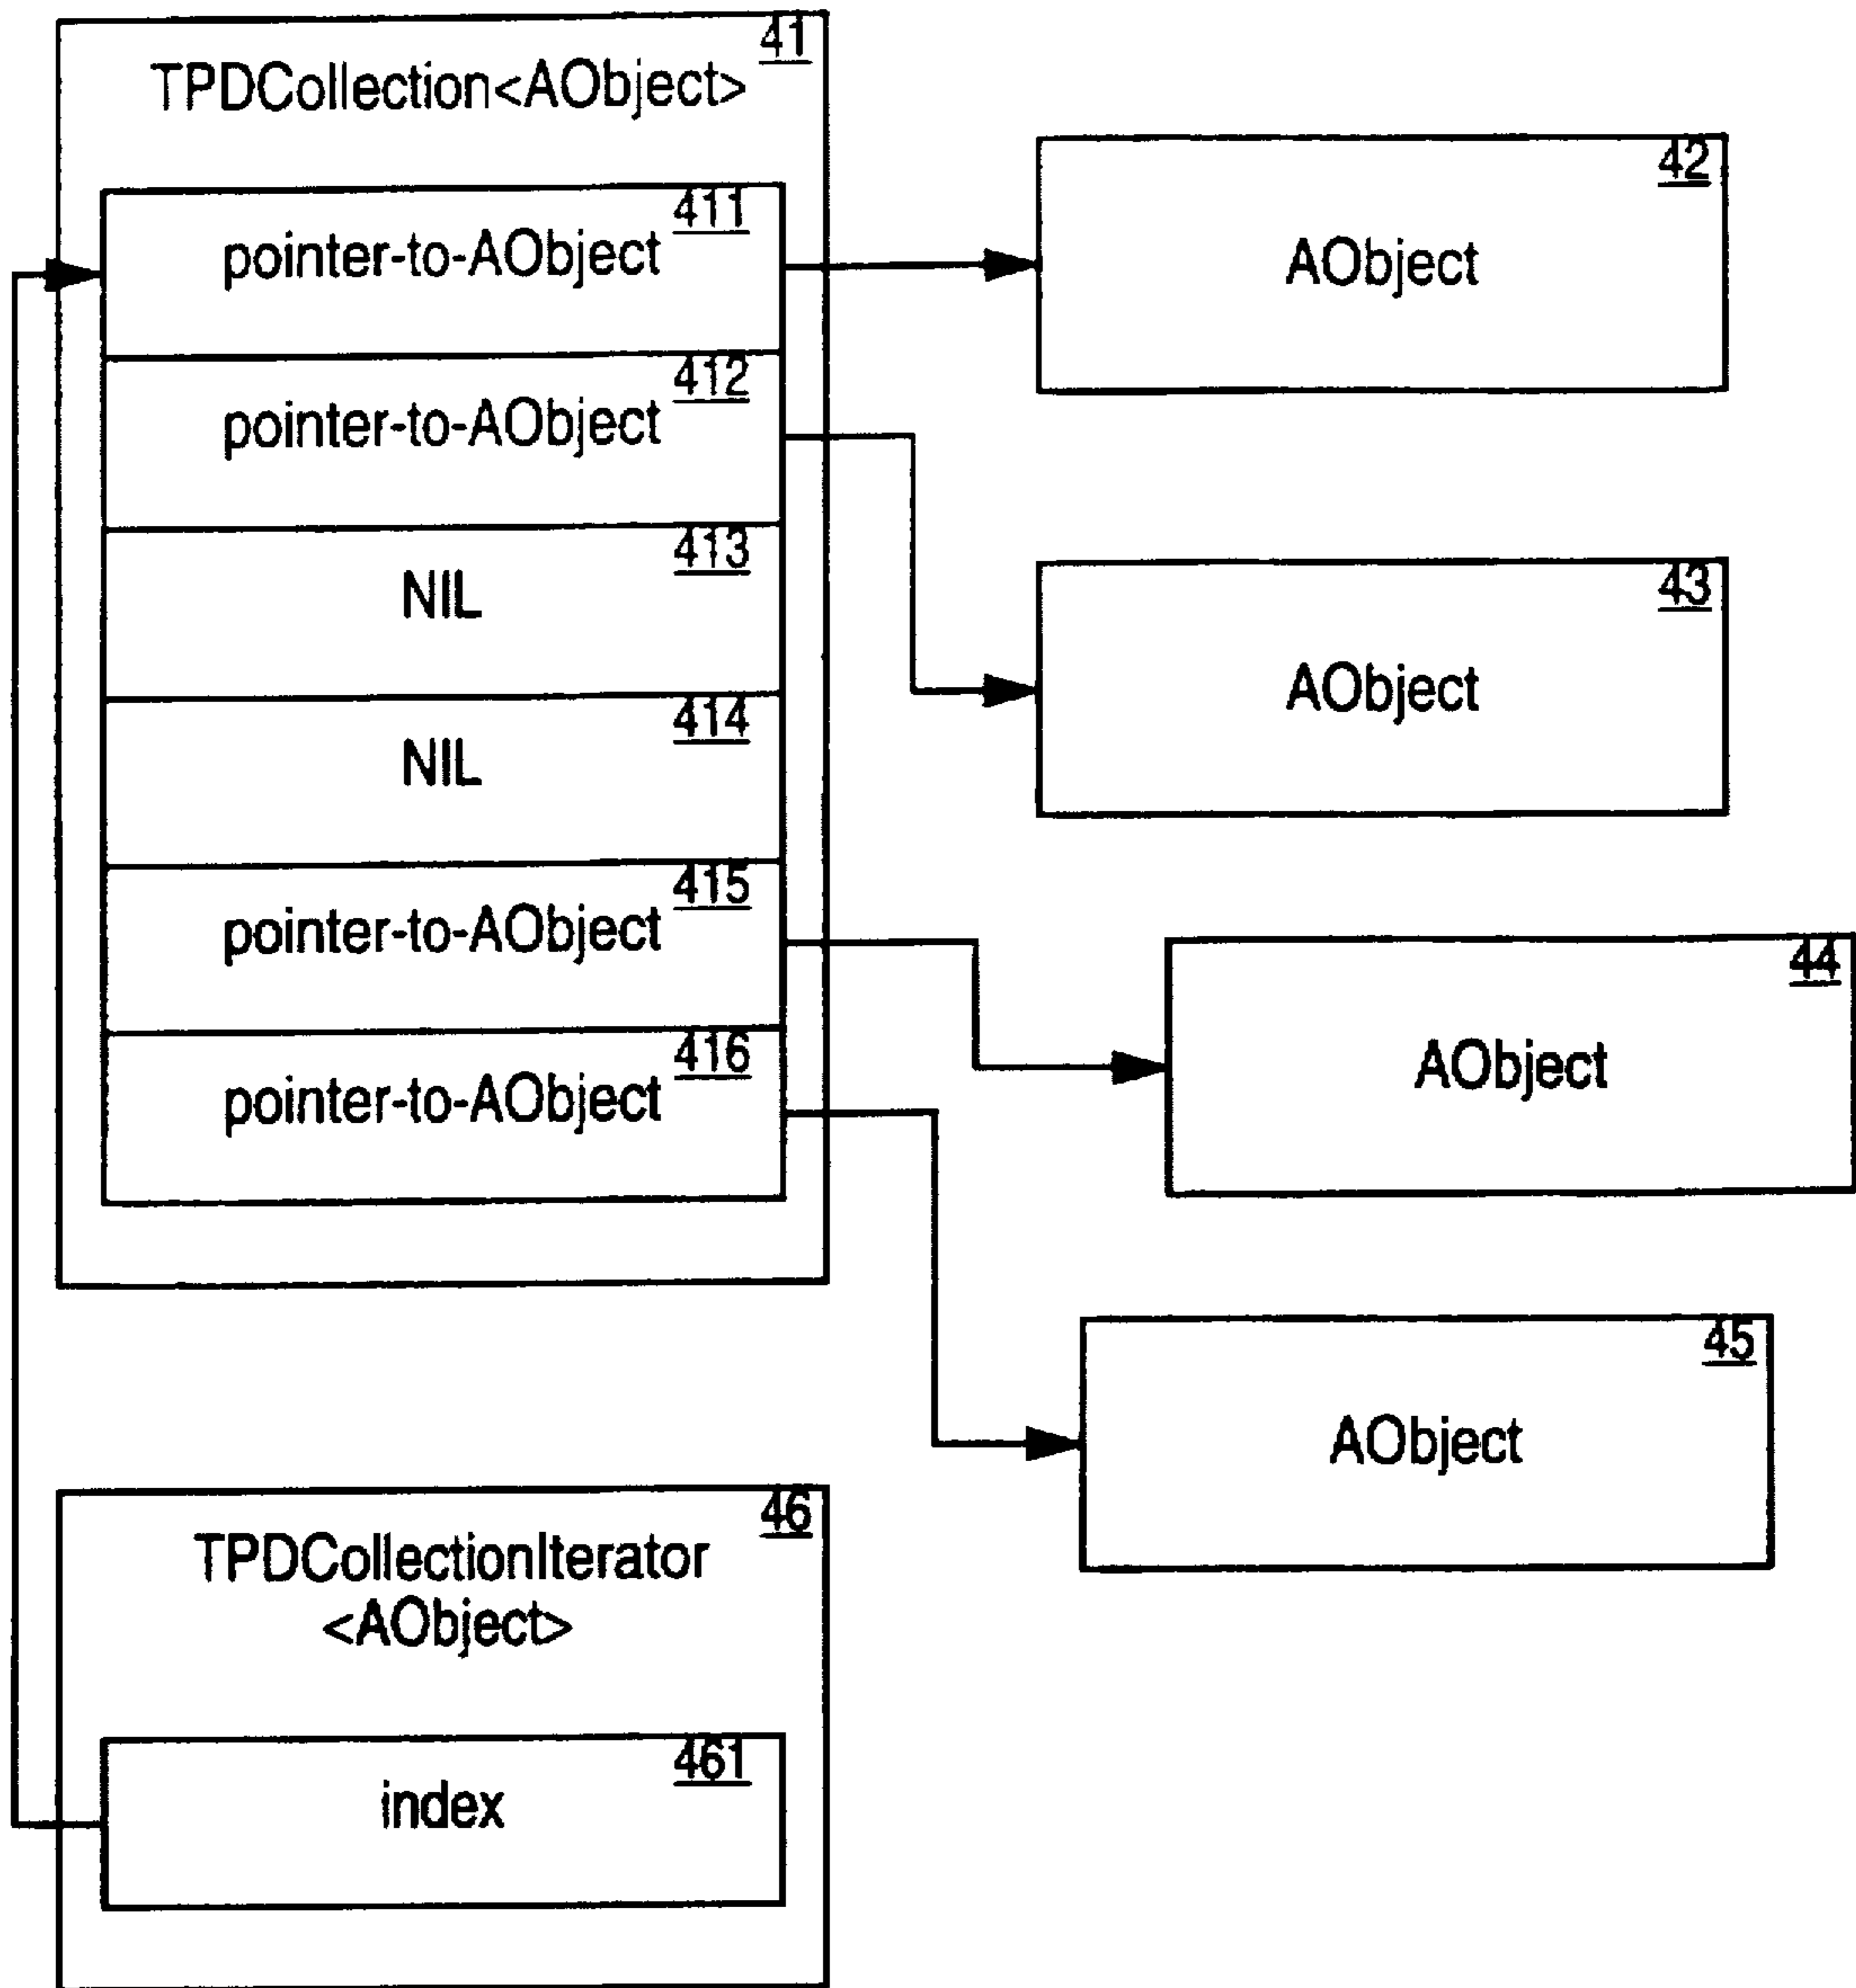 41
TPDCollection<AObject>
411
pointer-to-AObject
412
pointer-to-AObject
413
NIL
414
NIL
415
pointer-to-AObject
416
pointer-to-AObject
42
AObject
43
AObject
44
AObject
45
AObject
46
TPDCollectionIterator
<AObject>
461
index